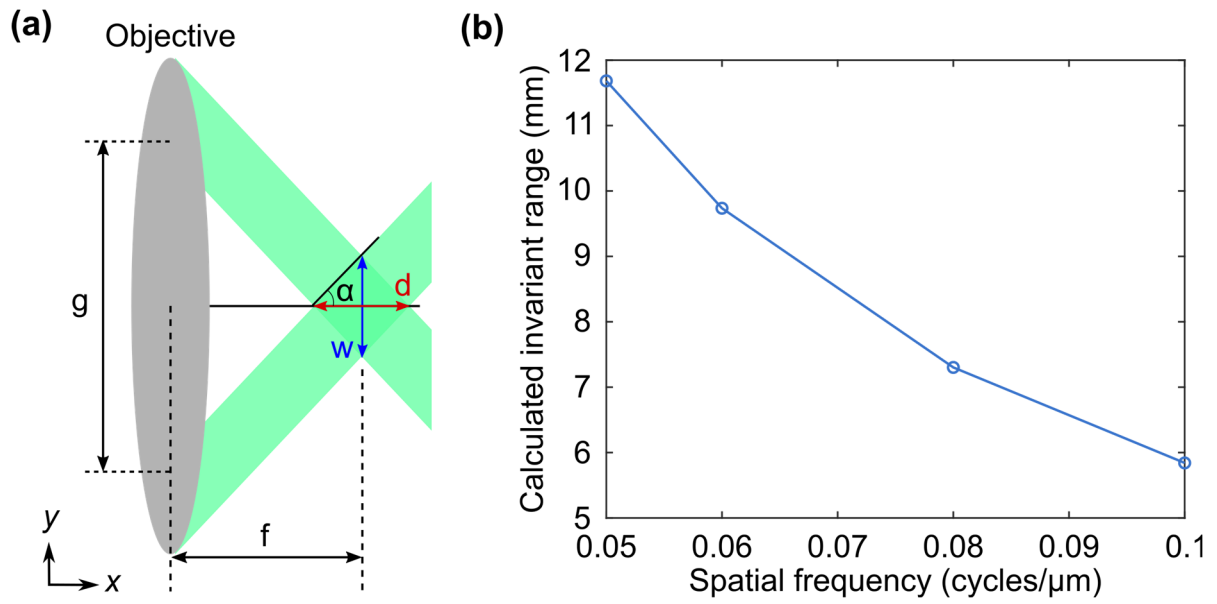 (a)
Objective
g
α
d
w
f
y
x
(b)
Calculated invariant range (mm)
12
11
10
9
8
7
6
5
0.05 0.06 0.07 0.08 0.09 0.1
Spatial frequency (cycles/µm)